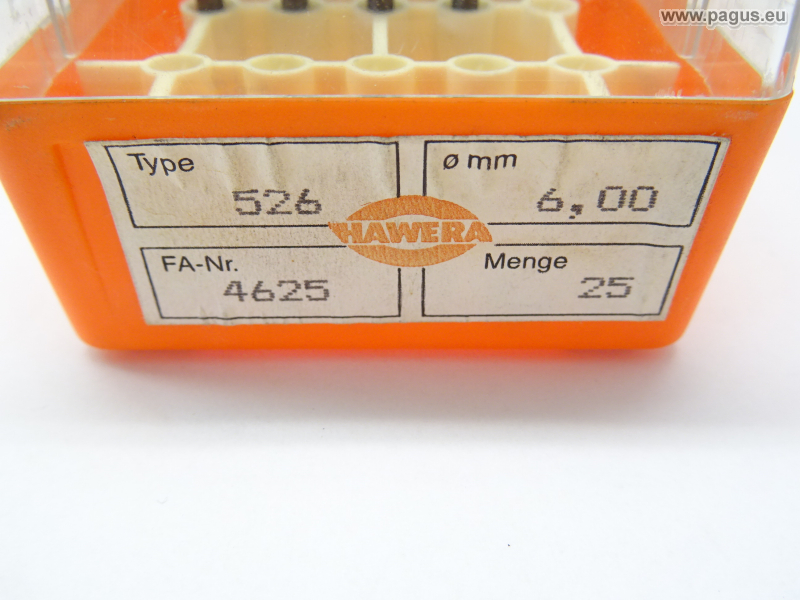 www.pagus.eu
Type
526
ø mm
6,00
HAWERA
FA-Nr.
4625
Menge
25